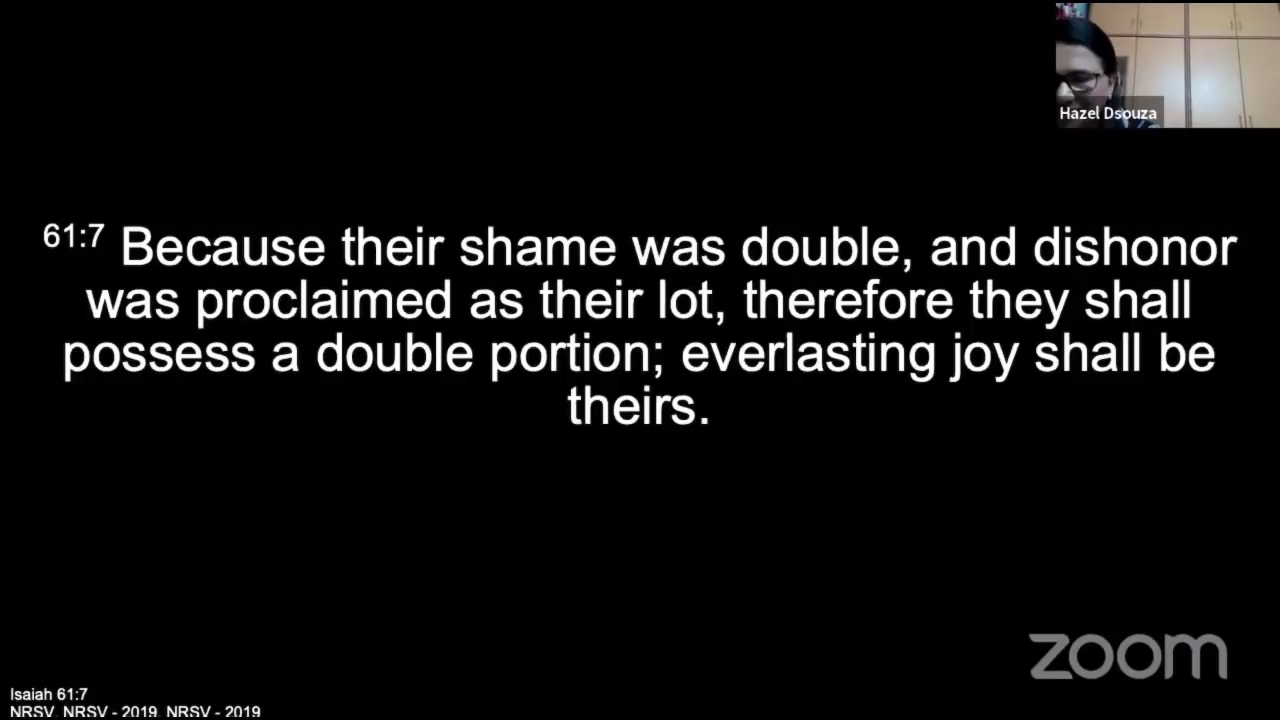 Hazel Dsouza
61:7 Because their shame was double, and dishonor
was proclaimed as their lot, therefore they shall
possess a double portion; everlasting joy shall be
theirs.
zoom
Isaiah 61:7
NRSV, NRSV - 2019, NRSV - 2019